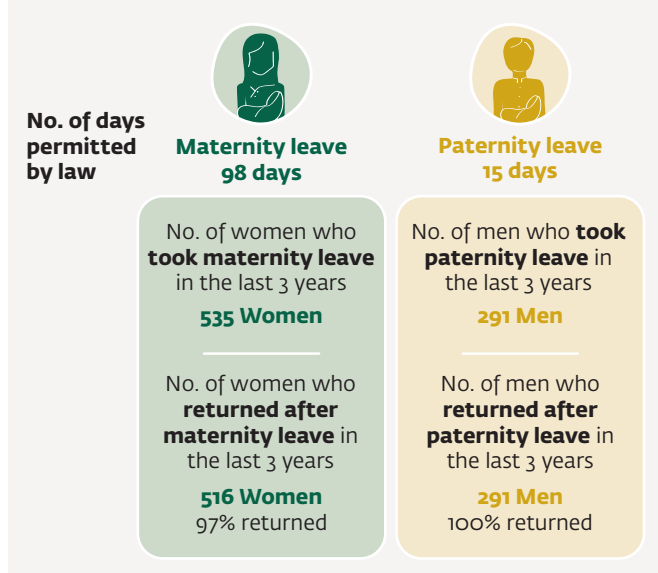 No. of days
permitted
by law
Maternity leave
98 days
Paternity leave
15 days
No. of women who
took maternity leave
in the last 3 years
535 Women
No. of women who
returned after
maternity leave in
the last 3 years
516 Women
97% returned
No. of men who took
paternity leave in
the last 3 years
291 Men
No. of men who
returned after
paternity leave in
the last 3 years
291 Men
100% returned